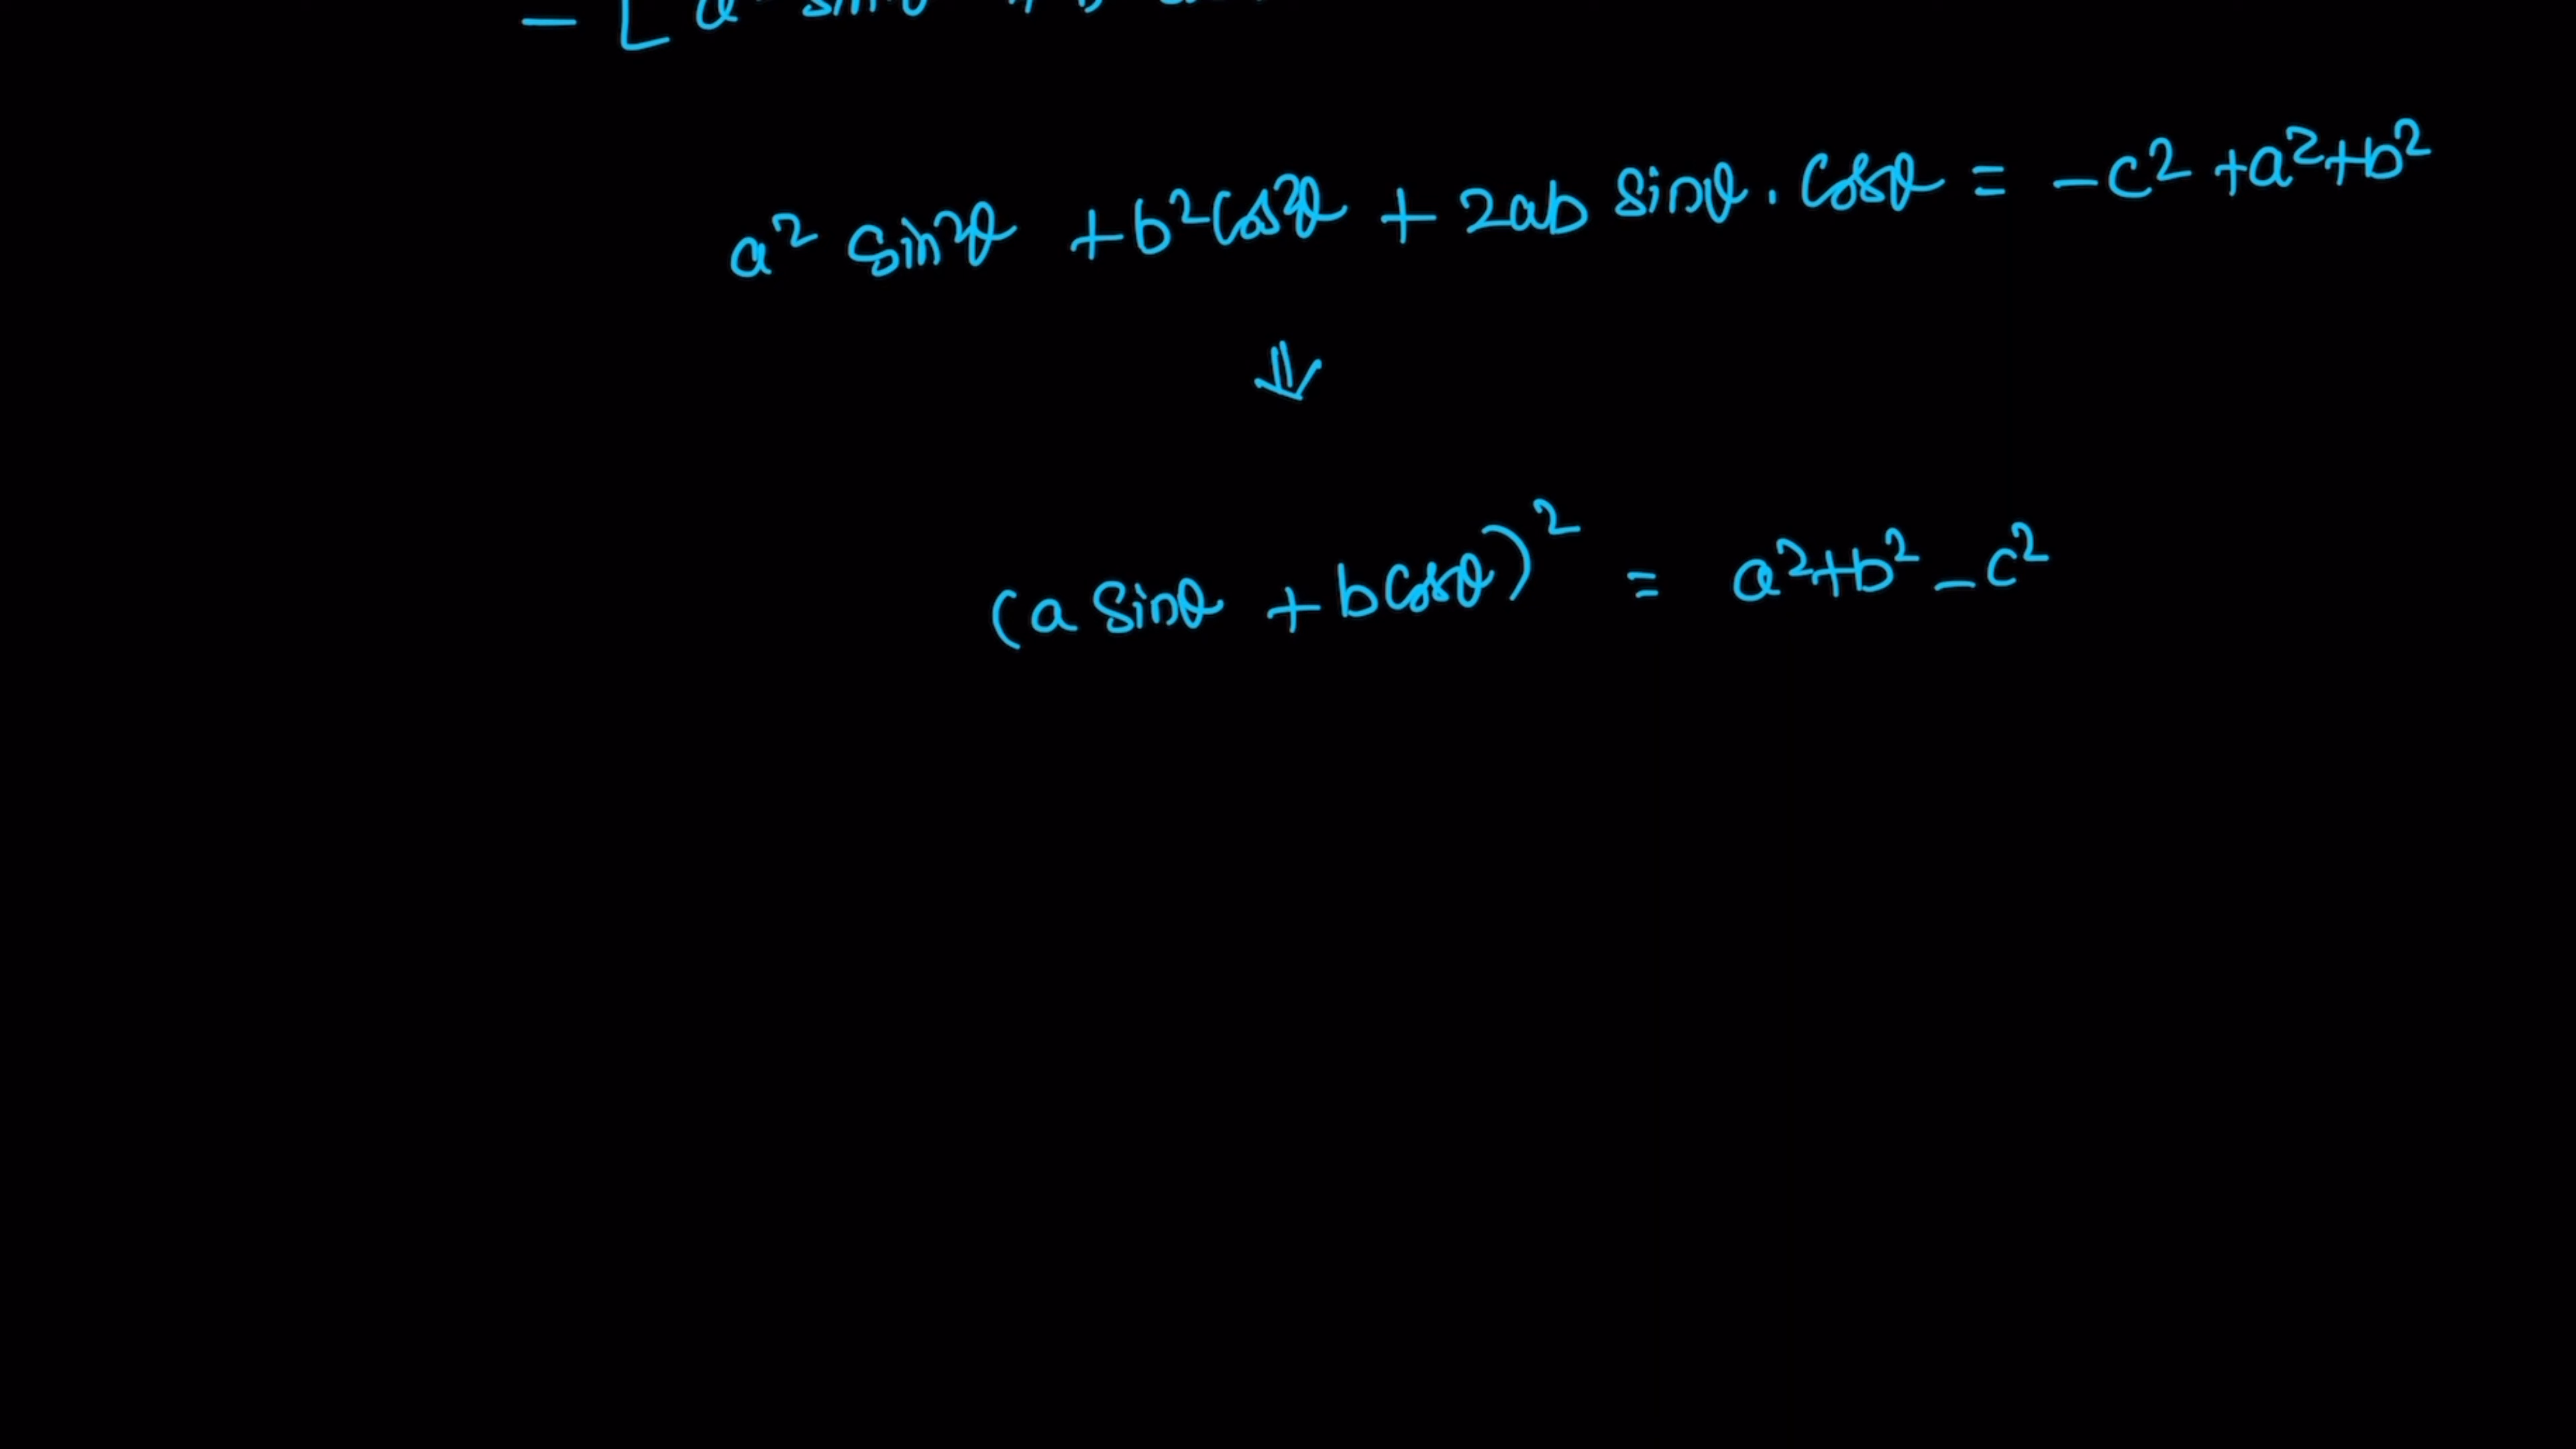 a² sin²θ + b² cos²θ + 2ab sinθ . cosθ = -c² + a² + b²
⇓
(a sinθ + b cosθ)² = a² + b² - c²